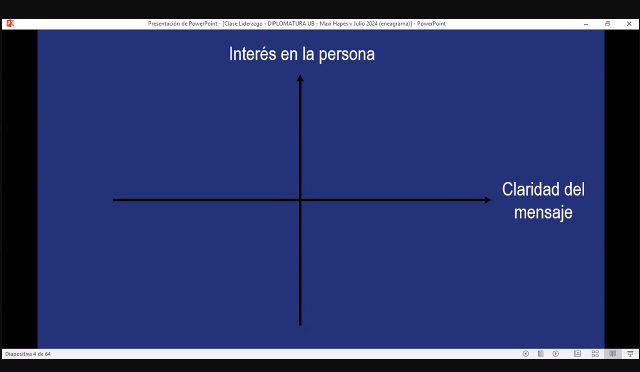 Presentación de PowerPoint - [Clase Liderazgo - DIPLOMATURA UB - Maxi Hapes v Julio 2024 (eneagrama)] - PowerPoint
Interés en la persona
Claridad del
mensaje
Diapositiva 4 de 64